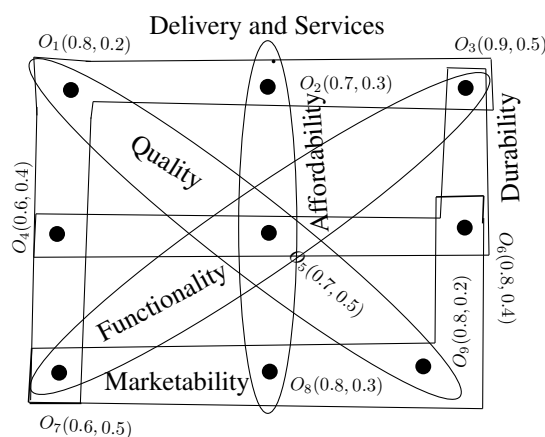 Delivery and Services
O₁(0.8, 0.2)
O₃(0.9, 0.5)
O₂(0.7, 0.3)
Quality
Affordability
Durability
O₄(0.6, 0.4)
O₅(0.7, 0.5)
O₆(0.8, 0.4)
Functionality
O₉(0.8, 0.2)
Marketability
O₈(0.8, 0.3)
O₇(0.6, 0.5)